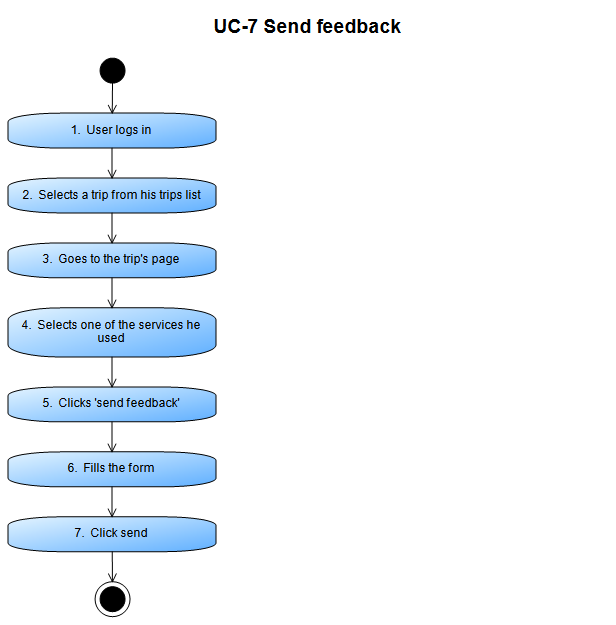 UC-7 Send feedback
1. User logs in
2. Selects a trip from his trips list
3. Goes to the trip's page
4. Selects one of the services he
used
5. Clicks 'send feedback'
6. Fills the form
7. Click send